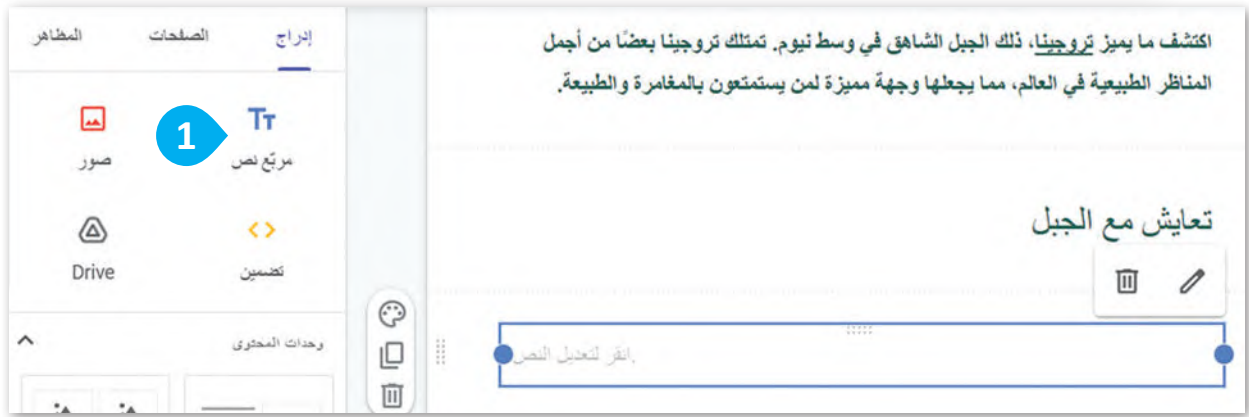 إدراج الصفحات المظاهر
1
مربّع نص صور
تضمين Drive
وحدات المحتوى
اكتشف ما يميز تروجينا، ذلك الجبل الشاهق في وسط نيوم. تمتلك تروجينا بعضًا من أجمل
المناظر الطبيعية في العالم، مما يجعلها وجهة مميزة لمن يستمتعون بالمغامرة والطبيعة.
تعايش مع الجبل
انقر لتعديل النص.